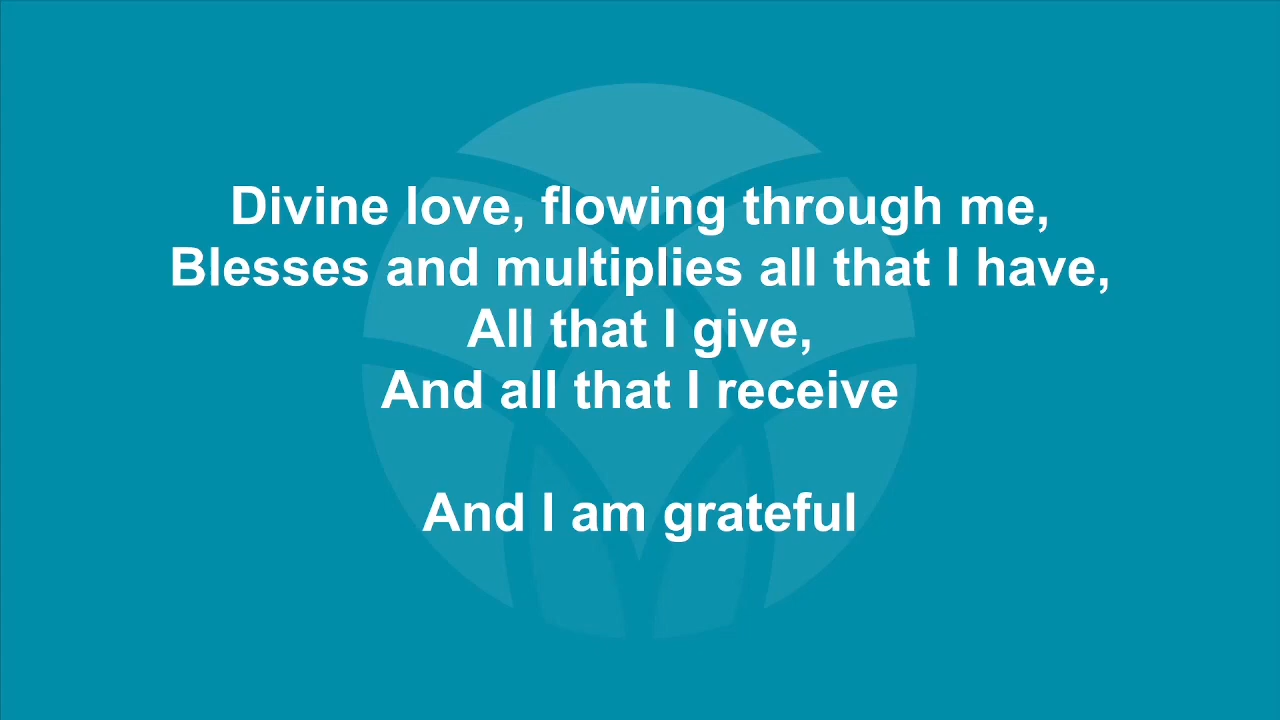 Divine love, flowing through me,
Blesses and multiplies all that I have,
All that I give,
And all that I receive
And I am grateful